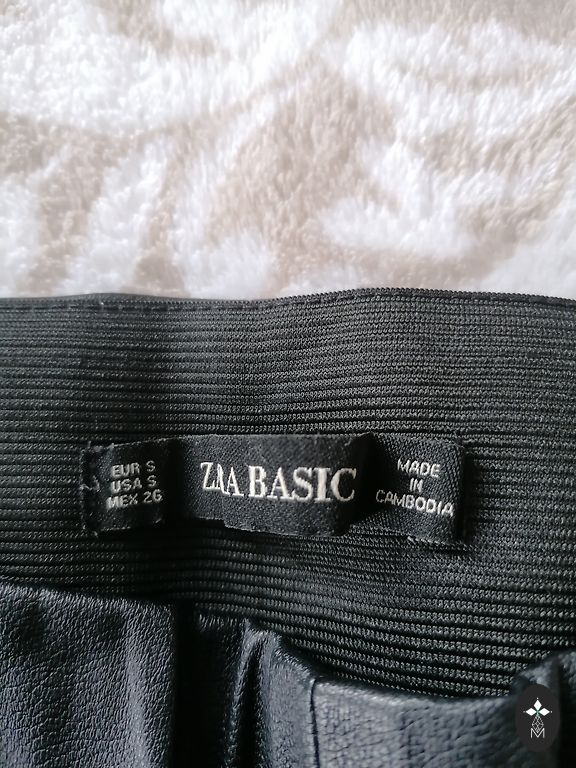 EUR S
USA S
MEX 26
ZAA BASIC
MADE
IN
CAMBODIA